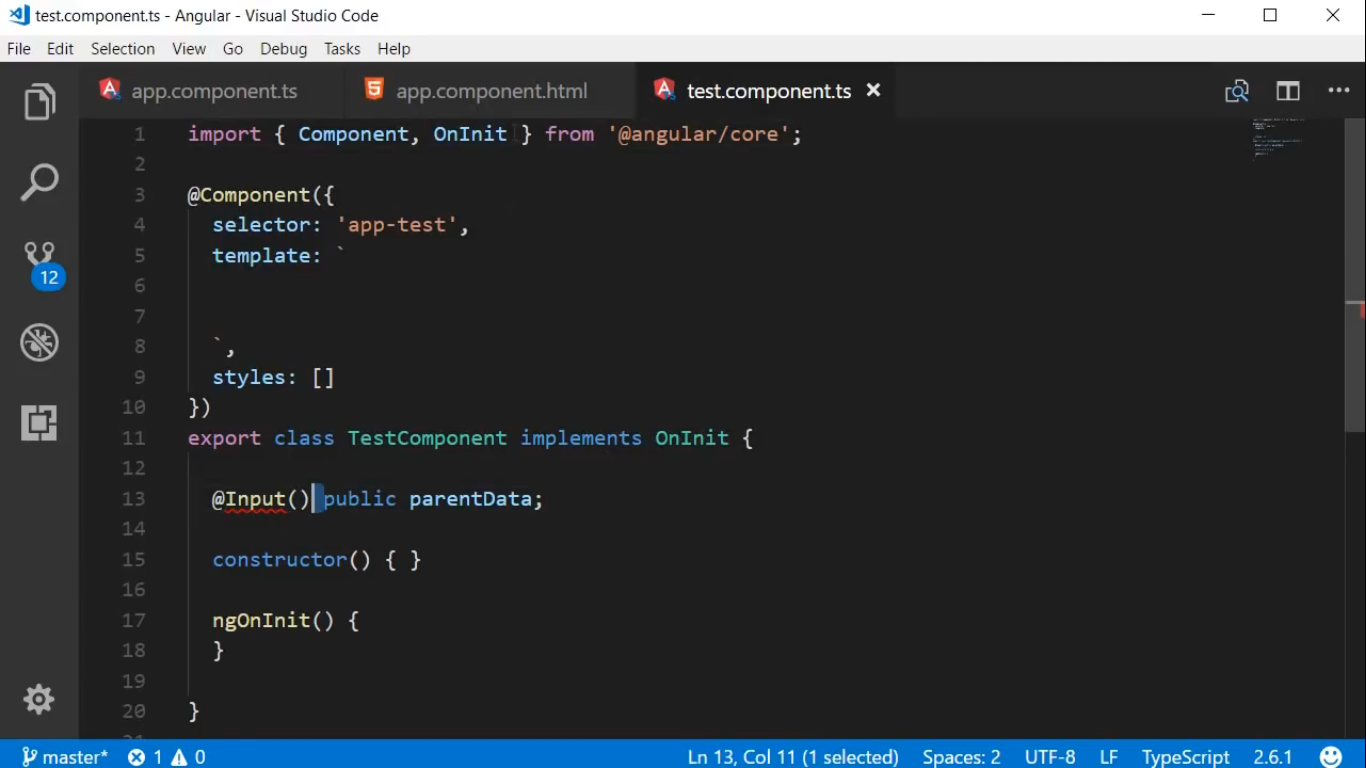 test.component.ts - Angular - Visual Studio Code
File Edit Selection View Go Debug Tasks Help
app.component.ts app.component.html test.component.ts
1 import { Component, OnInit } from '@angular/core';
2
3 @Component({
4 selector: 'app-test',
5 template: `
6
7
8 `,
9 styles: []
10 })
11 export class TestComponent implements OnInit {
12
13 @Input() public parentData;
14
15 constructor() { }
16
17 ngOnInit() {
18 }
19
20 }
12
master* 1 0 Ln 13, Col 11 (1 selected) Spaces: 2 UTF-8 LF TypeScript 2.6.1